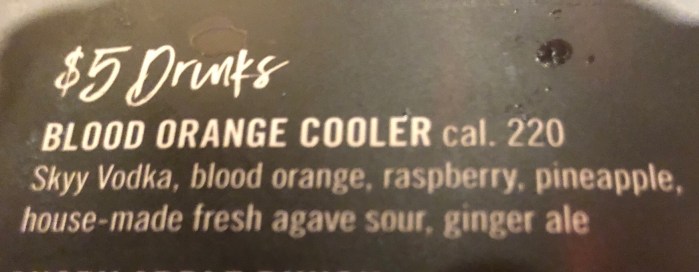 $5 Drinks
BLOOD ORANGE COOLER cal. 220
Skyy Vodka, blood orange, raspberry, pineapple,
house-made fresh agave sour, ginger ale